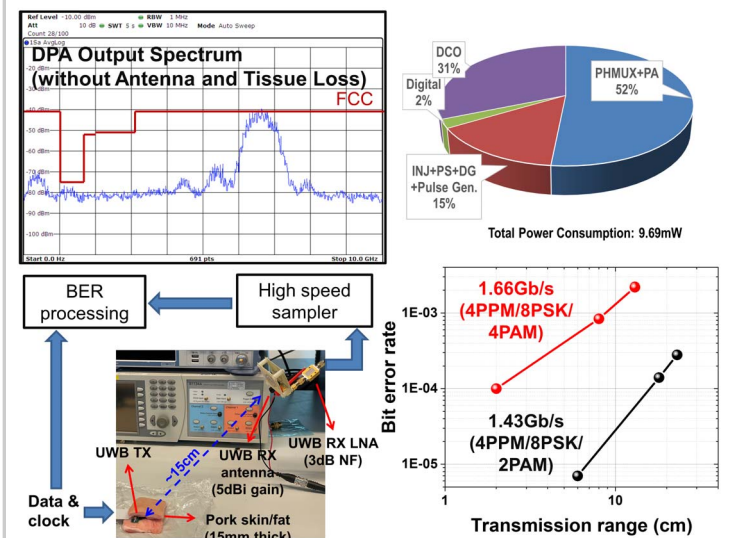 Ref Level -10.00 dBm RBW 1 MHz
Att 10 dB SWT 5 s VBW 10 MHz Mode Auto Sweep
Count 28/100
1Sa AvgLog
DPA Output Spectrum
-20 dBm
(without Antenna and Tissue Loss)
-30 dBm
FCC
-40 dBm
-50 dBm
-60 dBm
-70 dBm
-80 dBm
-90 dBm
-100 dBm
Start 0.0 Hz 691 pts Stop 10.0 GHz
DCO
31%
Digital
2%
PHMUX+PA
52%
INJ+PS+DG
+Pulse Gen.
15%
Total Power Consumption: 9.69mW
BER
processing
High speed
sampler
UWB TX
~15cm
UWB RX
antenna
(5dBi gain)
UWB RX LNA
(3dB NF)
Data &
clock
Pork skin/fat
(15mm thick)
Bit error rate
1E-03
1E-04
1E-05
1.66Gb/s
(4PPM/8PSK/
4PAM)
1.43Gb/s
(4PPM/8PSK/
2PAM)
1 10
Transmission range (cm)